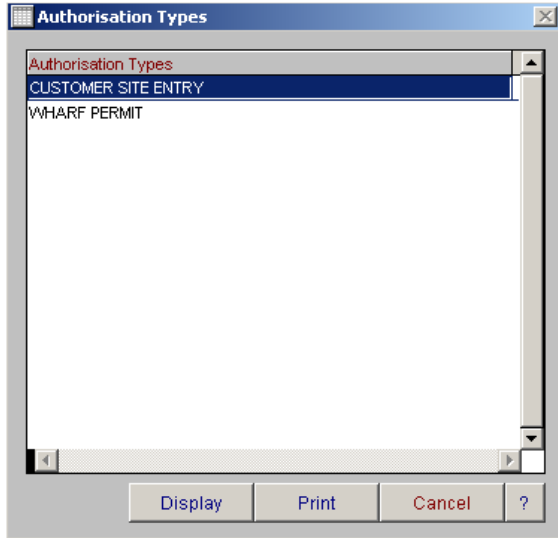 Authorisation Types
Authorisation Types
CUSTOMER SITE ENTRY
WHARF PERMIT
Display Print Cancel ?